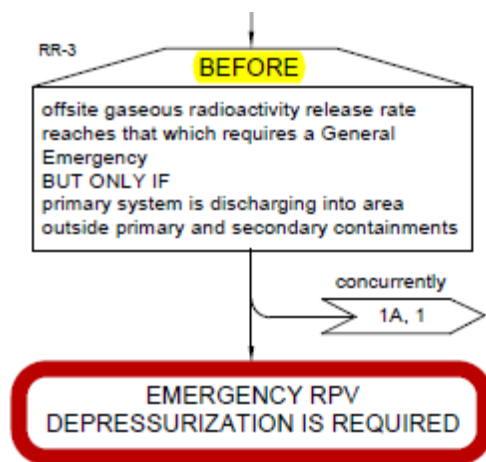 RR-3
BEFORE
offsite gaseous radioactivity release rate
reaches that which requires a General
Emergency
BUT ONLY IF
primary system is discharging into area
outside primary and secondary containments
concurrently
1A, 1
EMERGENCY RPV
DEPRESSURIZATION IS REQUIRED